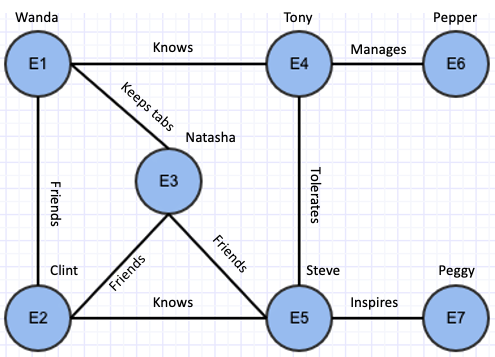 Wanda
Tony
Pepper
E1
Knows
E4
Manages
E6
Keeps tabs
Natasha
E3
Friends
Tolerates
Friends
Friends
Clint
Steve
Peggy
E2
Knows
E5
Inspires
E7